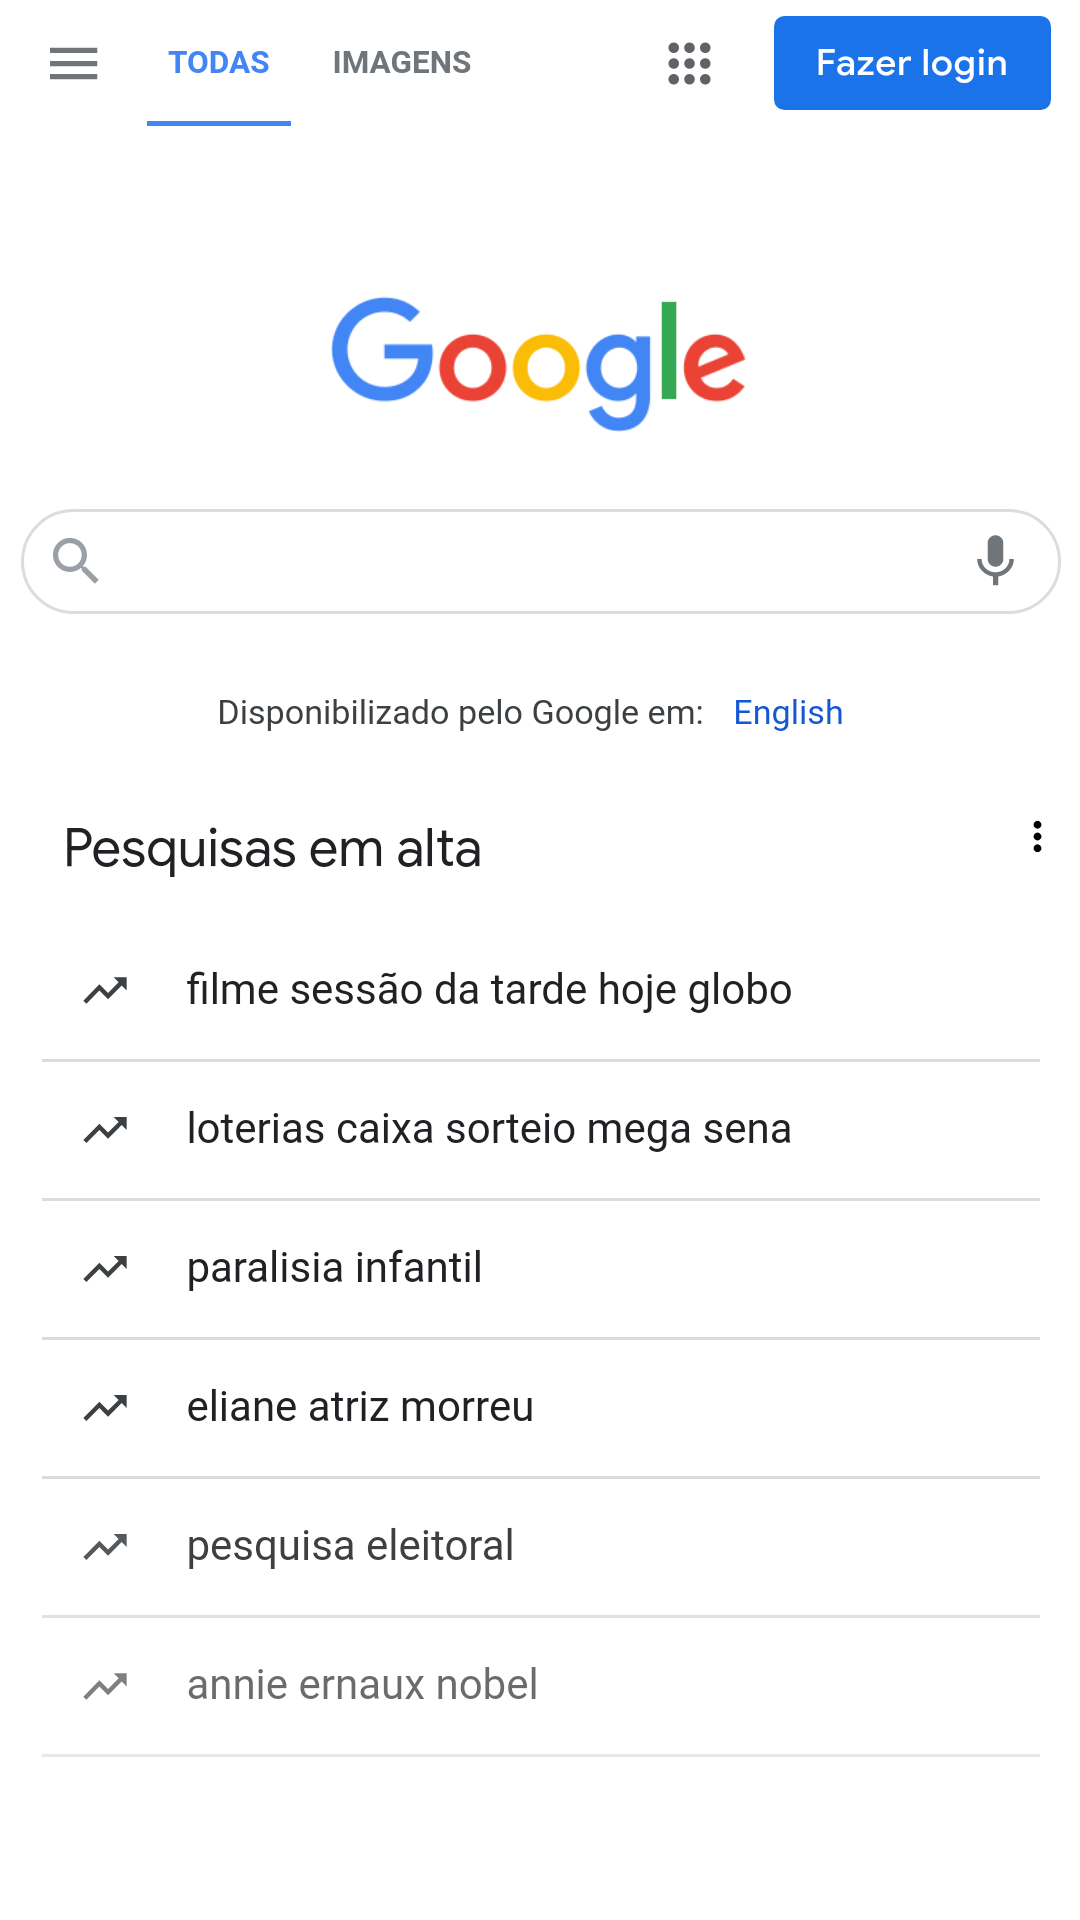 TODAS IMAGENS Fazer login
Google
Disponibilizado pelo Google em: English
Pesquisas em alta
filme sessão da tarde hoje globo
loterias caixa sorteio mega sena
paralisia infantil
eliane atriz morreu
pesquisa eleitoral
annie ernaux nobel